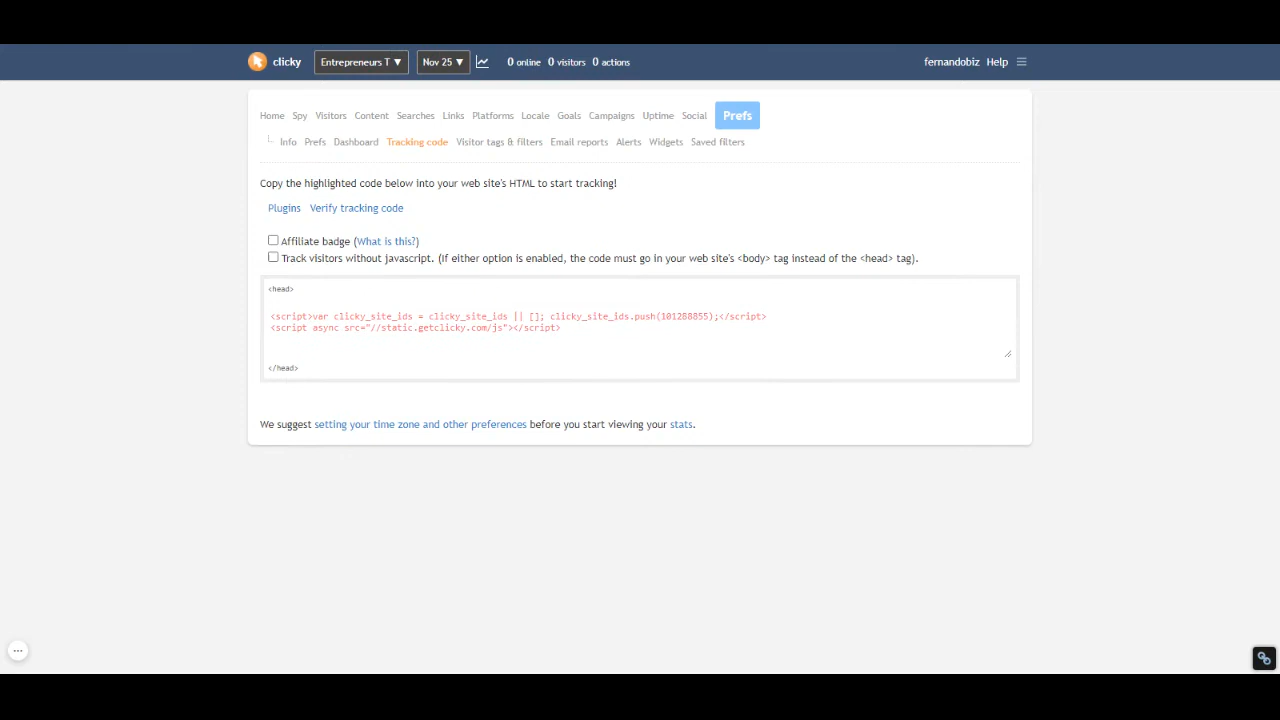 clicky Entrepreneurs T ▼ Nov 25 ▼ 0 online 0 visitors 0 actions fernandobiz Help
Home Spy Visitors Content Searches Links Platforms Locale Goals Campaigns Uptime Social Prefs
Info Prefs Dashboard Tracking code Visitor tags & filters Email reports Alerts Widgets Saved filters
Copy the highlighted code below into your web site's HTML to start tracking!
Plugins Verify tracking code
Affiliate badge (What is this?)
Track visitors without javascript. (If either option is enabled, the code must go in your web site's <body> tag instead of the <head> tag).
<head>
<script>var clicky_site_ids = clicky_site_ids || []; clicky_site_ids.push(101288855);</script>
<script async src="//static.getclicky.com/js"></script>
</head>
We suggest setting your time zone and other preferences before you start viewing your stats.